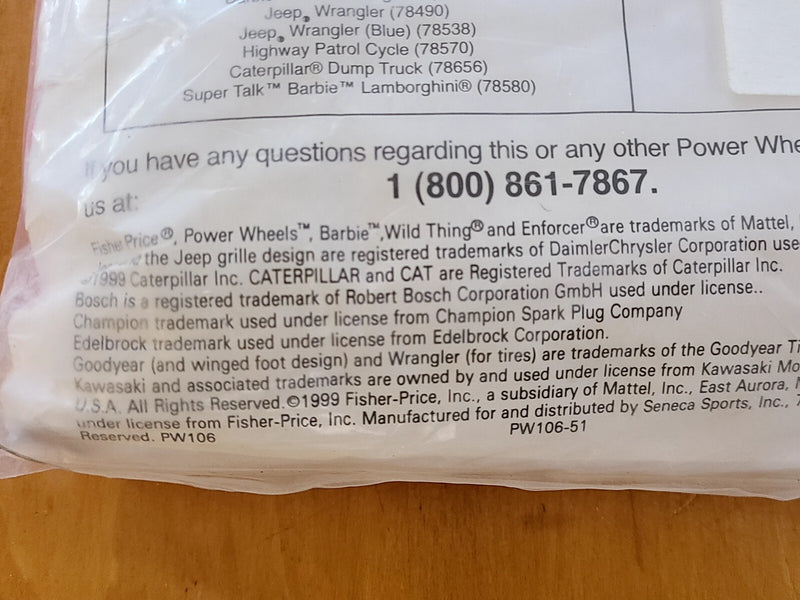 Jeep® Wrangler (78490)
Jeep® Wrangler (Blue) (78538)
Highway Patrol Cycle (78570)
Caterpillar® Dump Truck (78656)
Super Talk™ Barbie™ Lamborghini® (78580)
If you have any questions regarding this or any other Power Whe
us at:
1 (800) 861-7867.
Fisher Price®, Power Wheels™, Barbie™,Wild Thing® and Enforcer® are trademarks of Mattel,
the Jeep grille design are registered trademarks of DaimlerChrysler Corporation use
©1999 Caterpillar Inc. CATERPILLAR and CAT are Registered Trademarks of Caterpillar Inc.
Bosch is a registered trademark of Robert Bosch Corporation GmbH used under license..
Champion trademark used under license from Champion Spark Plug Company
Edelbrock trademark used under license from Edelbrock Corporation.
Goodyear (and winged foot design) and Wrangler (for tires) are trademarks of the Goodyear Ti
Kawasaki and associated trademarks are owned by and used under license from Kawasaki Mo
U.S.A. All Rights Reserved.©1999 Fisher-Price, Inc., a subsidiary of Mattel, Inc., East Aurora,
under license from Fisher-Price, Inc. Manufactured for and distributed by Seneca Sports, Inc.,
Reserved. PW106
PW106-51